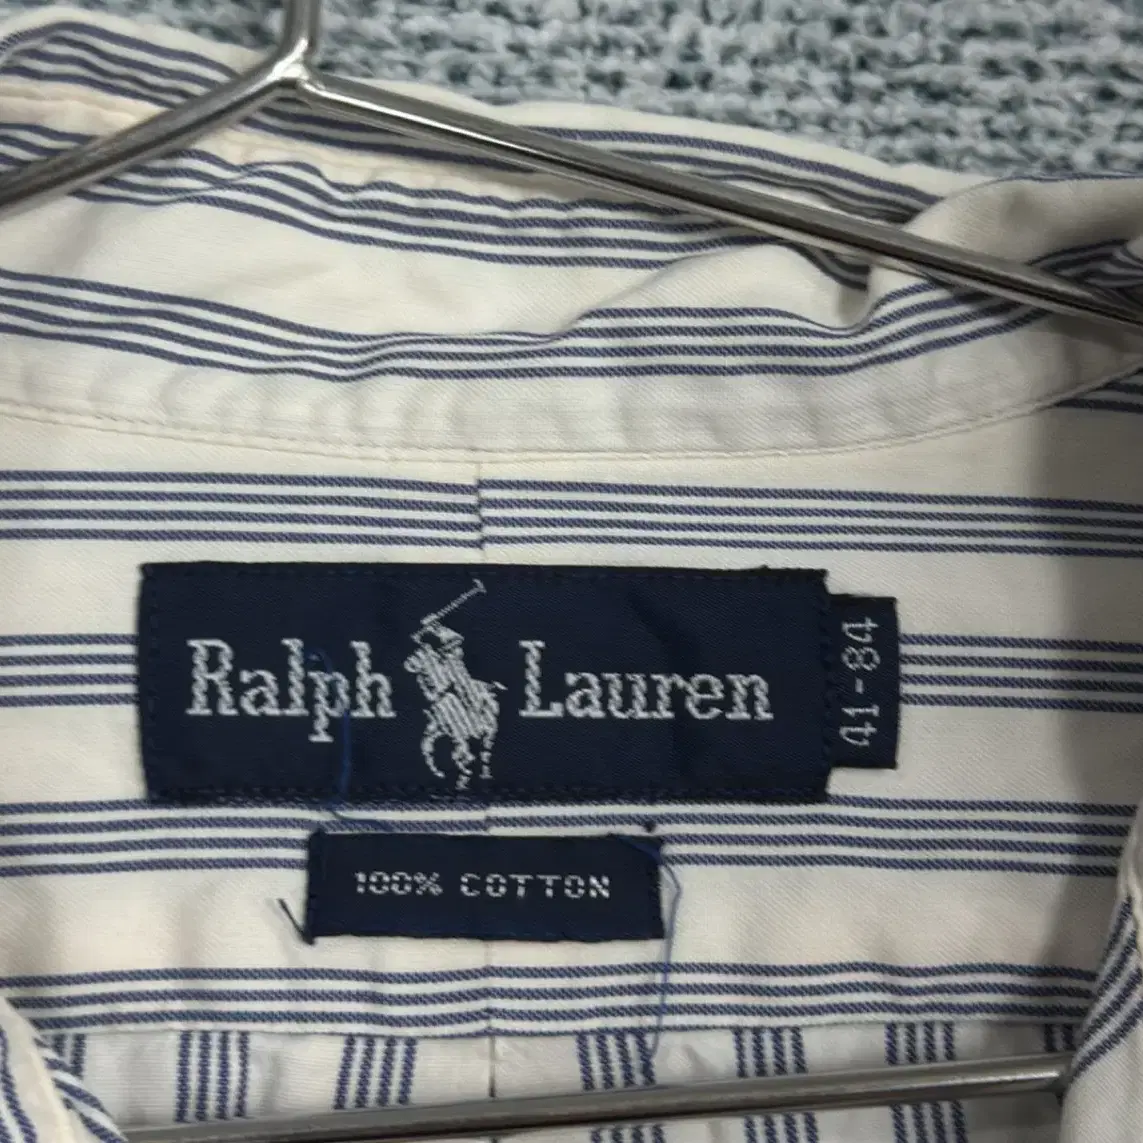 Ralph Lauren
41-84
100% COTTON